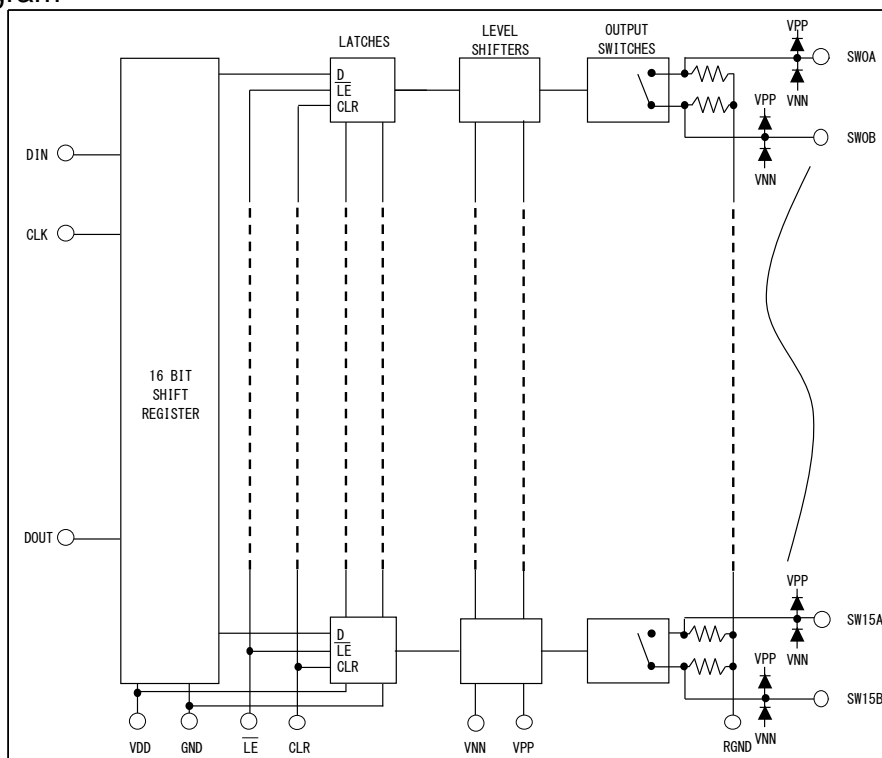 gram
LATCHES
LEVEL
SHIFTERS
OUTPUT
SWITCHES
VPP
SW0A
VNN
D
LE
CLR
VPP
SW0B
VNN
DIN
CLK
16 BIT
SHIFT
REGISTER
DOUT
VPP
SW15A
VNN
D
LE
CLR
VPP
SW15B
VNN
VDD
GND
LE
CLR
VNN
VPP
RGND